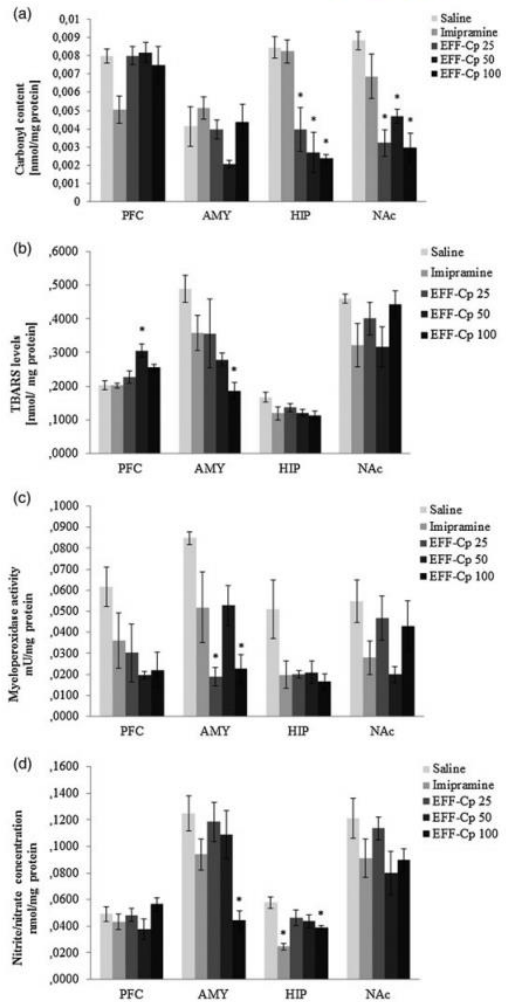 (a)
0,01
0,009
0,008
0,007
0,006
0,005
0,004
0,003
0,002
0,001
0
Carbonyl content
[nmol/mg protein]
Saline
Imipramine
EFF-Cp 25
EFF-Cp 50
EFF-Cp 100
* * *
* * *
PFC AMY HIP NAc
(b)
,6000
,5000
,4000
,3000
,2000
,1000
,0000
TBARS levels
[nmol/ mg protein]
Saline
Imipramine
EFF-Cp 25
EFF-Cp 50
EFF-Cp 100
*
*
PFC AMY HIP NAc
(c)
,1000
,0900
,0800
,0700
,0600
,0500
,0400
,0300
,0200
,0100
,0000
Myeloperoxidase activity
mU/mg protein
Saline
Imipramine
EFF-Cp 25
EFF-Cp 50
EFF-Cp 100
* *
PFC AMY HIP NAc
(d)
,1600
,1400
,1200
,1000
,0800
,0600
,0400
,0200
,0000
Nitrite/nitrate concentration
nmol/mg protein
Saline
Imipramine
EFF-Cp 25
EFF-Cp 50
EFF-Cp 100
*
* *
PFC AMY HIP NAc